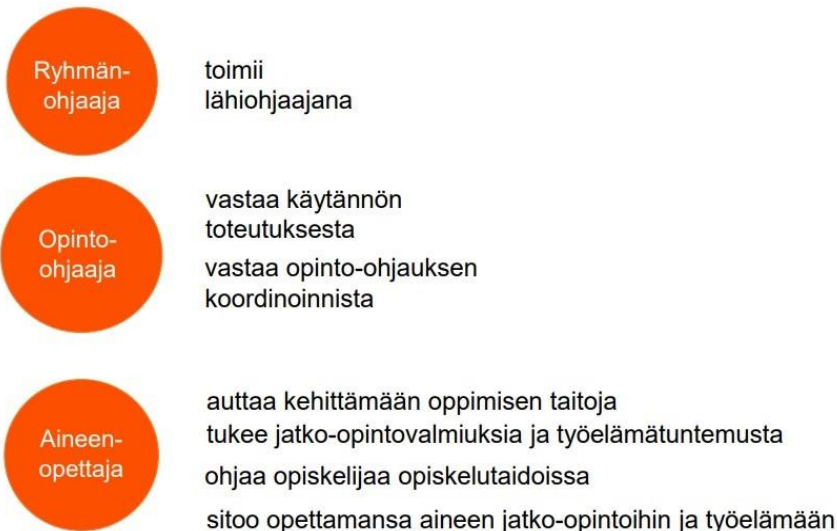 Ryhmän-
ohjaaja
toimii
lähiohjaajana
Opinto-
ohjaaja
vastaa käytännön
toteutuksesta
vastaa opinto-ohjauksen
koordinoinnista
Aineen-
opettaja
auttaa kehittämään oppimisen taitoja
tukee jatko-opintovalmiuksia ja työelämätuntemusta
ohjaa opiskelijaa opiskelutaidoissa
sitoo opettamansa aineen jatko-opintoihin ja työelämään